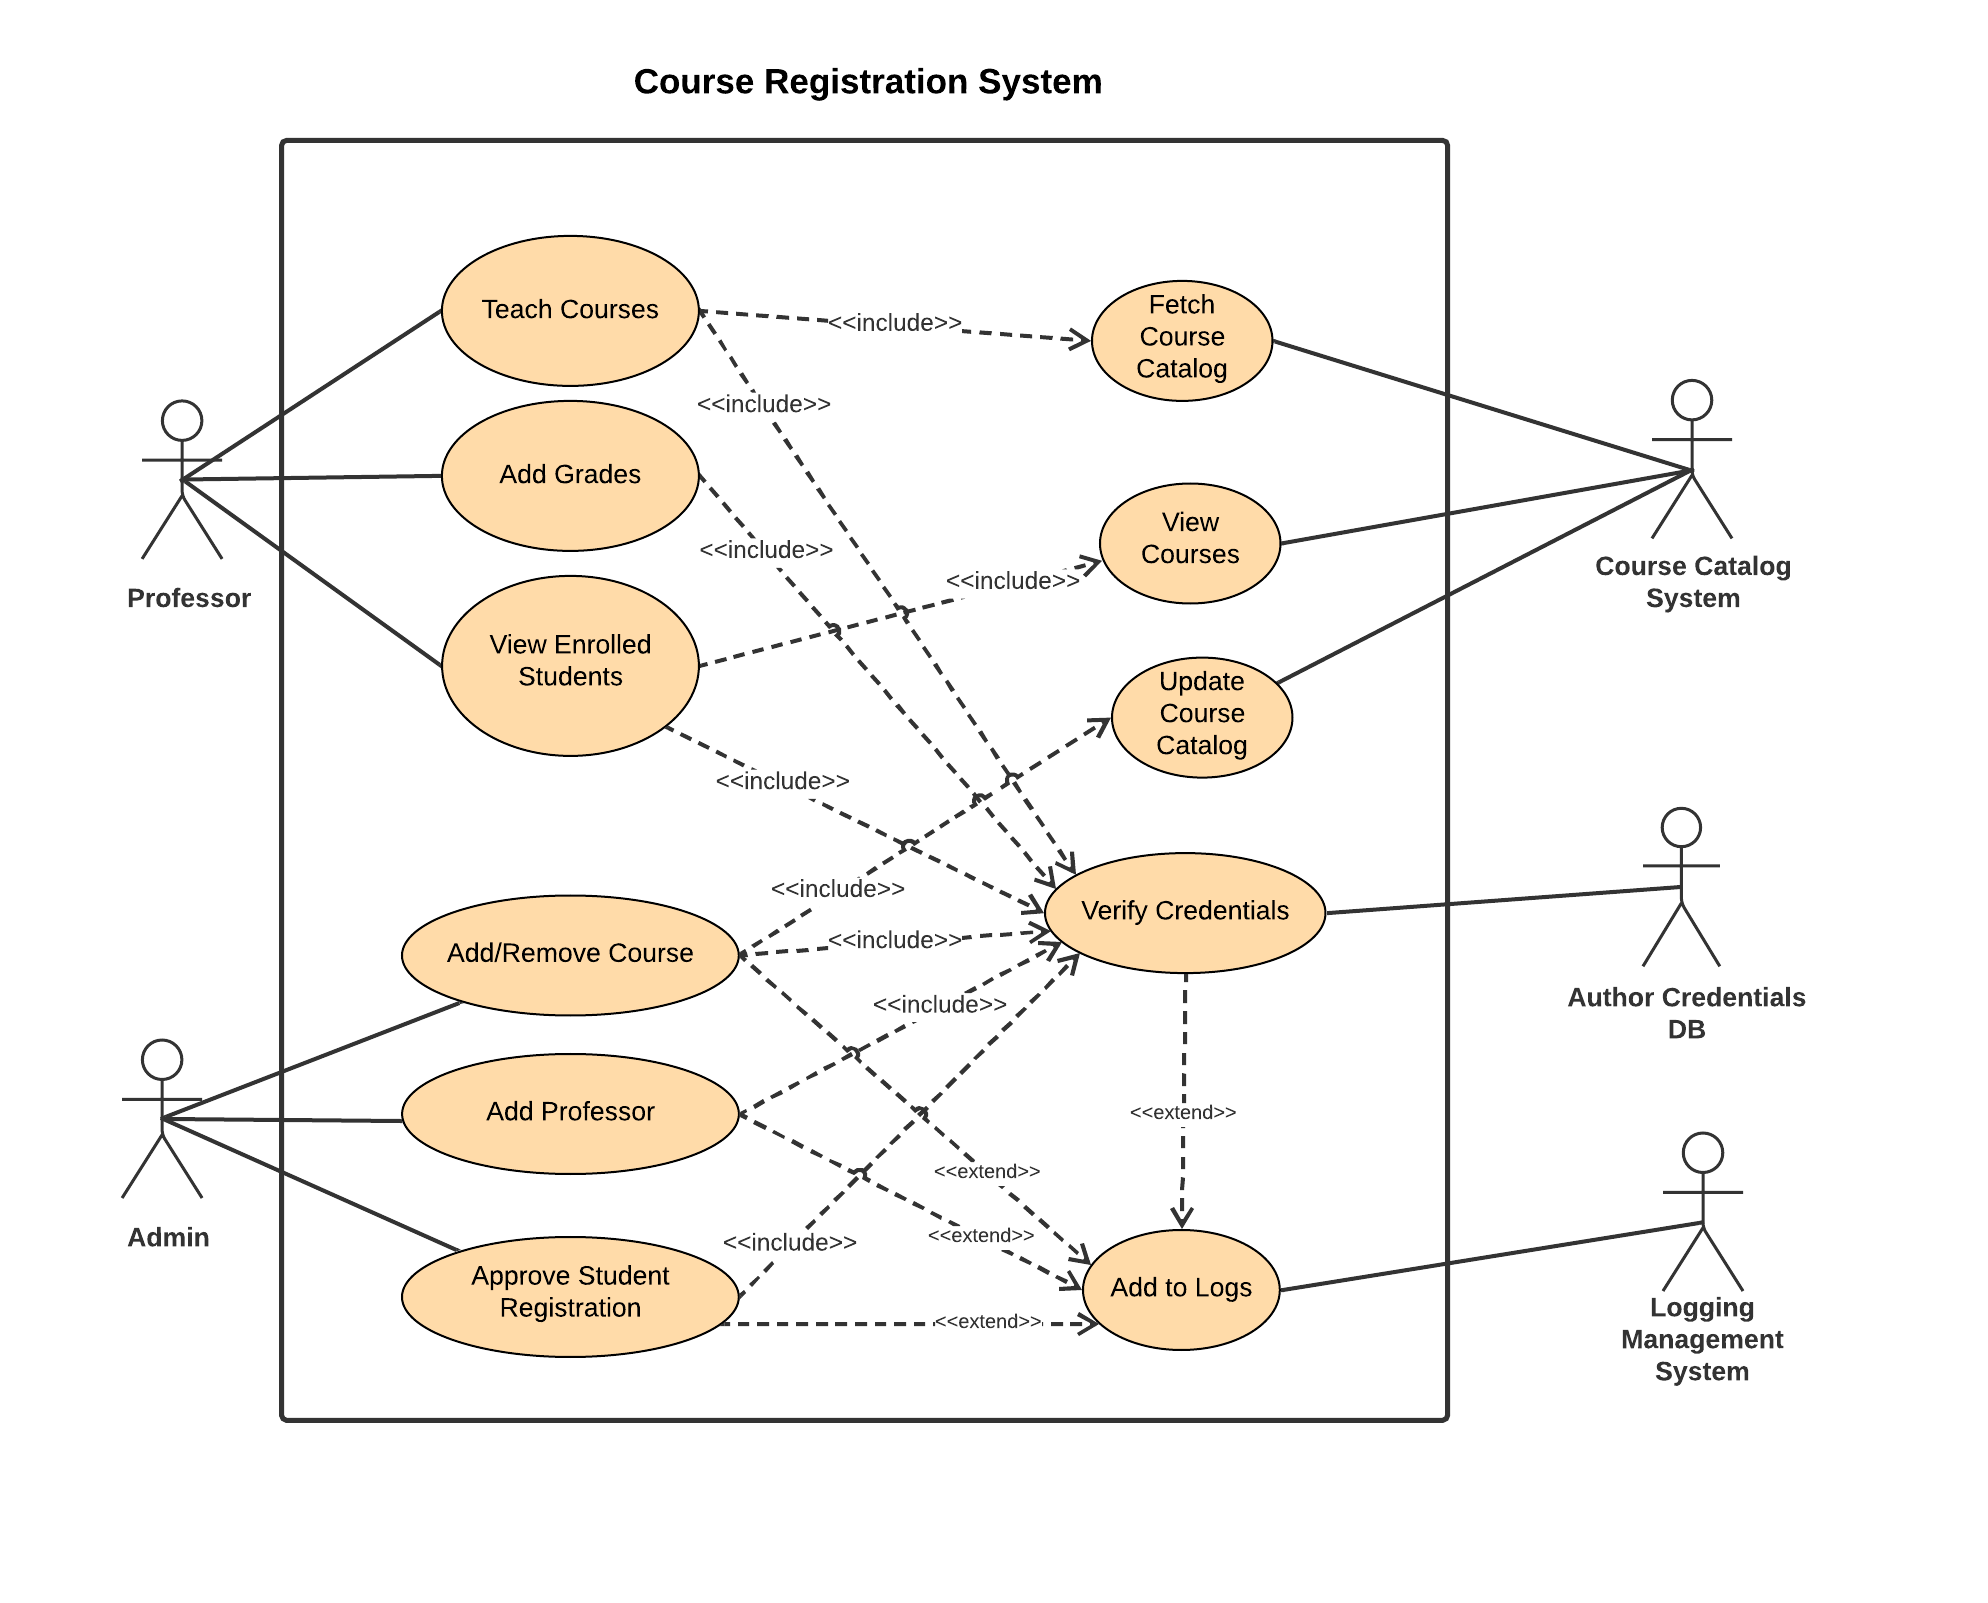 Course Registration System
Teach Courses
<<include>>
Fetch
Course
Catalog
<<include>>
Add Grades
<<include>>
View
Courses
<<include>>
Professor
Course Catalog
System
View Enrolled
Students
Update
Course
Catalog
<<include>>
<<include>>
Add/Remove Course
<<include>>
Verify Credentials
<<include>>
Author Credentials
DB
Add Professor
<<extend>>
<<extend>>
<<extend>>
Admin
<<include>>
Approve Student
Registration
Add to Logs
<<extend>>
Logging
Management
System